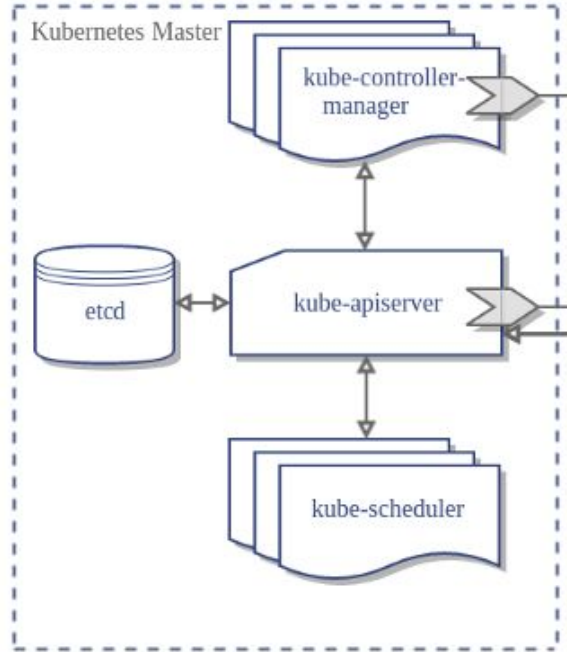 Kubernetes Master
kube-controller-
manager
etcd
kube-apiserver
kube-scheduler